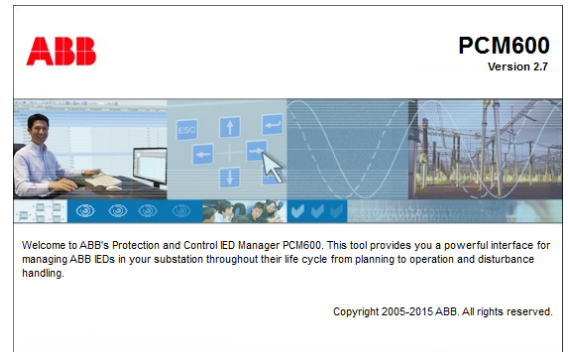 ABB
PCM600
Version 2.7
ESC
Welcome to ABB's Protection and Control IED Manager PCM600. This tool provides you a powerful interface for
managing ABB IEDs in your substation throughout their life cycle from planning to operation and disturbance
handling.
Copyright 2005-2015 ABB. All rights reserved.